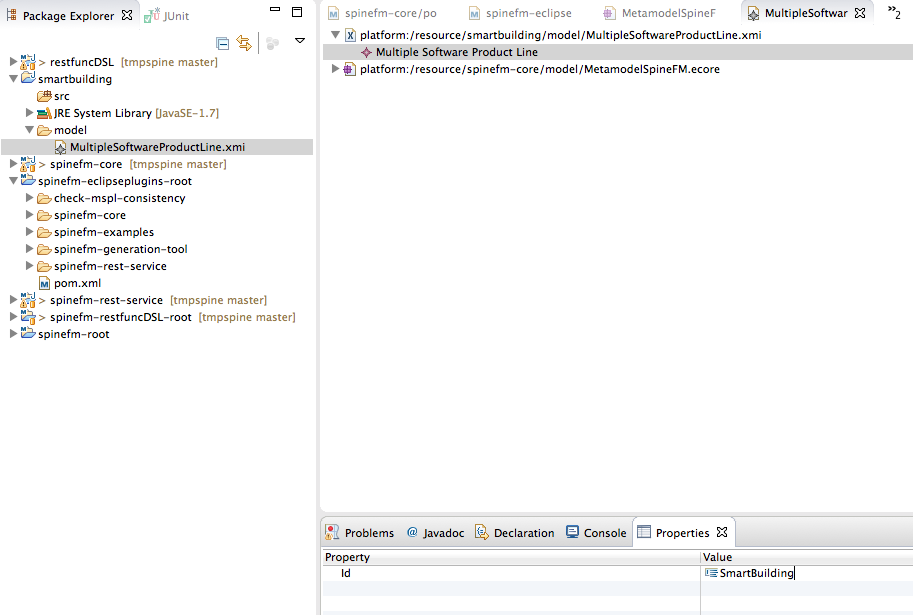 Package Explorer
JUnit
> restfuncDSL [tmpspine master]
smartbuilding
src
JRE System Library [JavaSE-1.7]
model
MultipleSoftwareProductLine.xmi
> spinefm-core [tmpspine master]
spinefm-eclipseplugins-root
check-mspl-consistency
spinefm-core
spinefm-examples
spinefm-generation-tool
spinefm-rest-service
pom.xml
> spinefm-rest-service [tmpspine master]
> spinefm-restfuncDSL-root [tmpspine master]
spinefm-root
spinefm-core/po
spinefm-eclipse
MetamodelSpineF
MultipleSoftwar
»2
platform:/resource/smartbuilding/model/MultipleSoftwareProductLine.xmi
Multiple Software Product Line
platform:/resource/spinefm-core/model/MetamodelSpineFM.ecore
Problems
@ Javadoc
Declaration
Console
Properties
Property Value
Id SmartBuilding